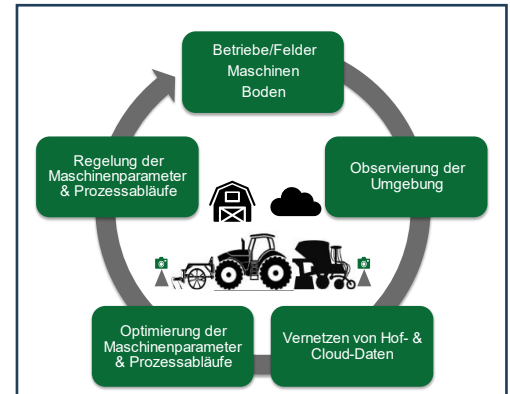 Betriebe/Felder
Maschinen
Boden
Observierung der
Umgebung
Vernetzen von Hof- &
Cloud-Daten
Optimierung der
Maschinenparameter
& Prozessabläufe
Regelung der
Maschinenparameter
& Prozessabläufe